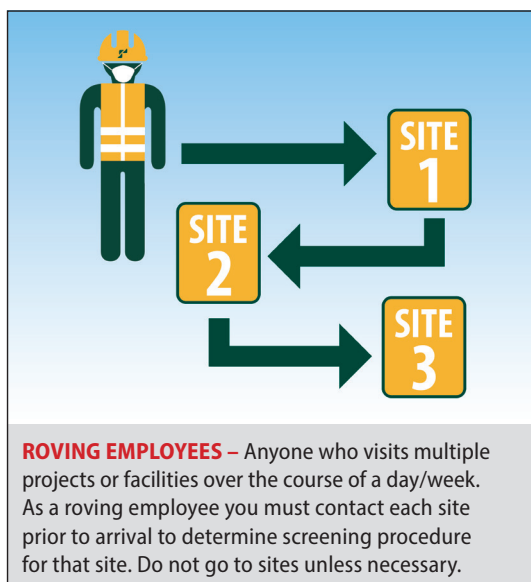 SITE
1
SITE
2
SITE
3
ROVING EMPLOYEES – Anyone who visits multiple
projects or facilities over the course of a day/week.
As a roving employee you must contact each site
prior to arrival to determine screening procedure
for that site. Do not go to sites unless necessary.